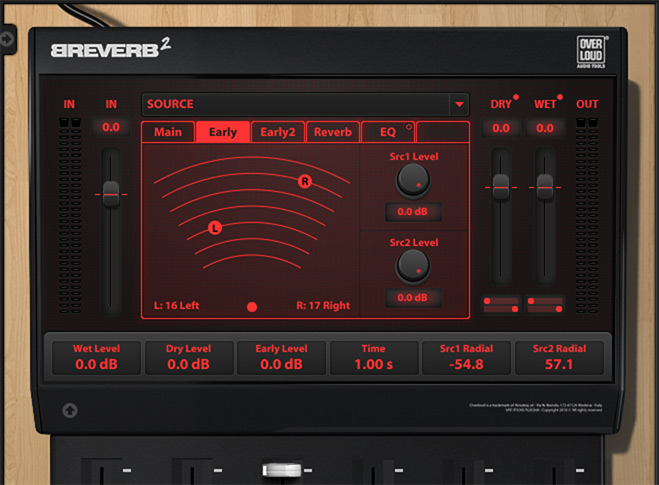 BREVERB 2
OVER
LOUD
AUDIO TOOLS
IN IN SOURCE DRY WET OUT
0.0 0.0 0.0
Main Early Early2 Reverb EQ
Src1 Level
R
0.0 dB
L
Src2 Level
0.0 dB
L: 16 Left R: 17 Right
Wet Level Dry Level Early Level Time Src1 Radial Src2 Radial
0.0 dB 0.0 dB 0.0 dB 1.00 s -54.8 57.1